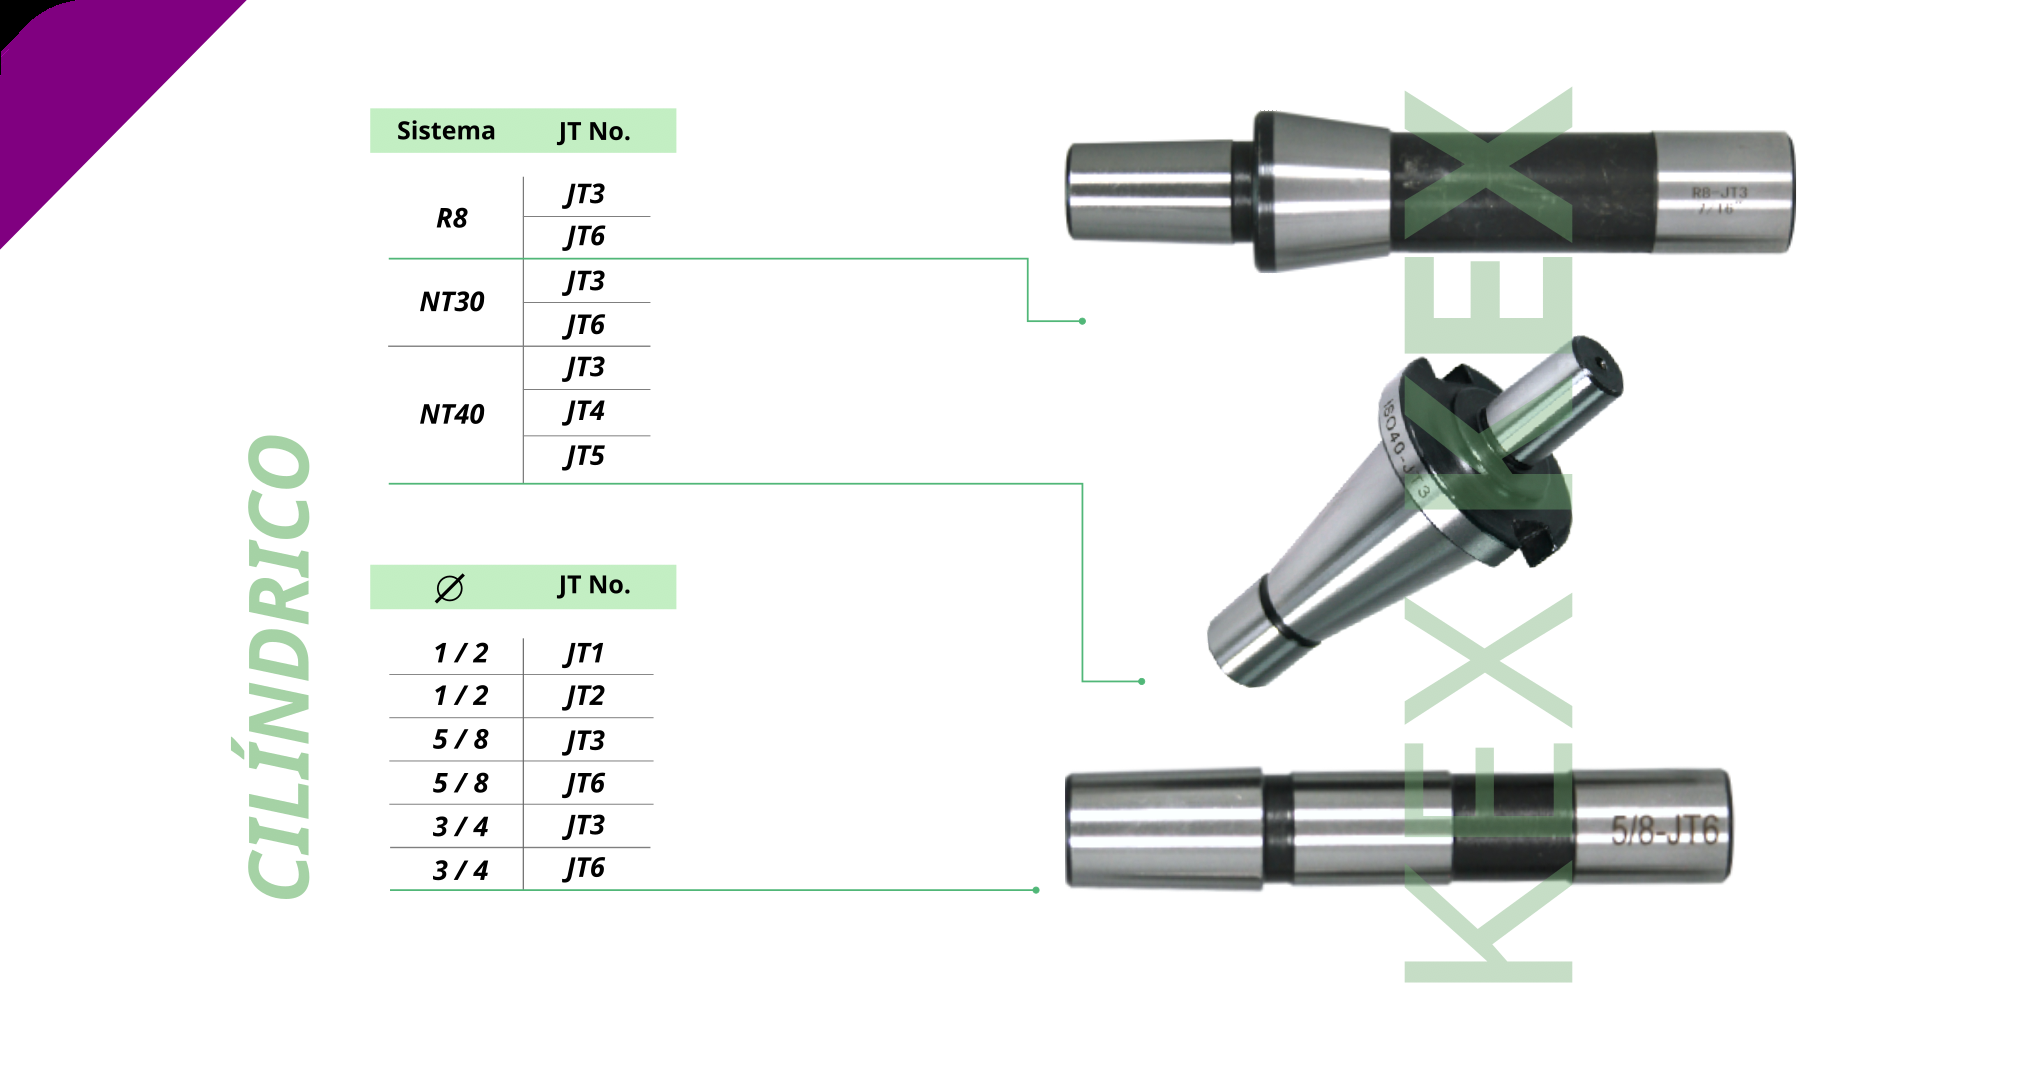 Sistema JT No.
R8 JT3
JT6
NT30 JT3
JT6
NT40 JT3
JT4
JT5
∅ JT No.
1 / 2 JT1
1 / 2 JT2
5 / 8 JT3
5 / 8 JT6
3 / 4 JT3
3 / 4 JT6
CILÍNDRICO
R8-JT3
7/16"
ISO40-JT3
5/8-JT6
KEX KEX